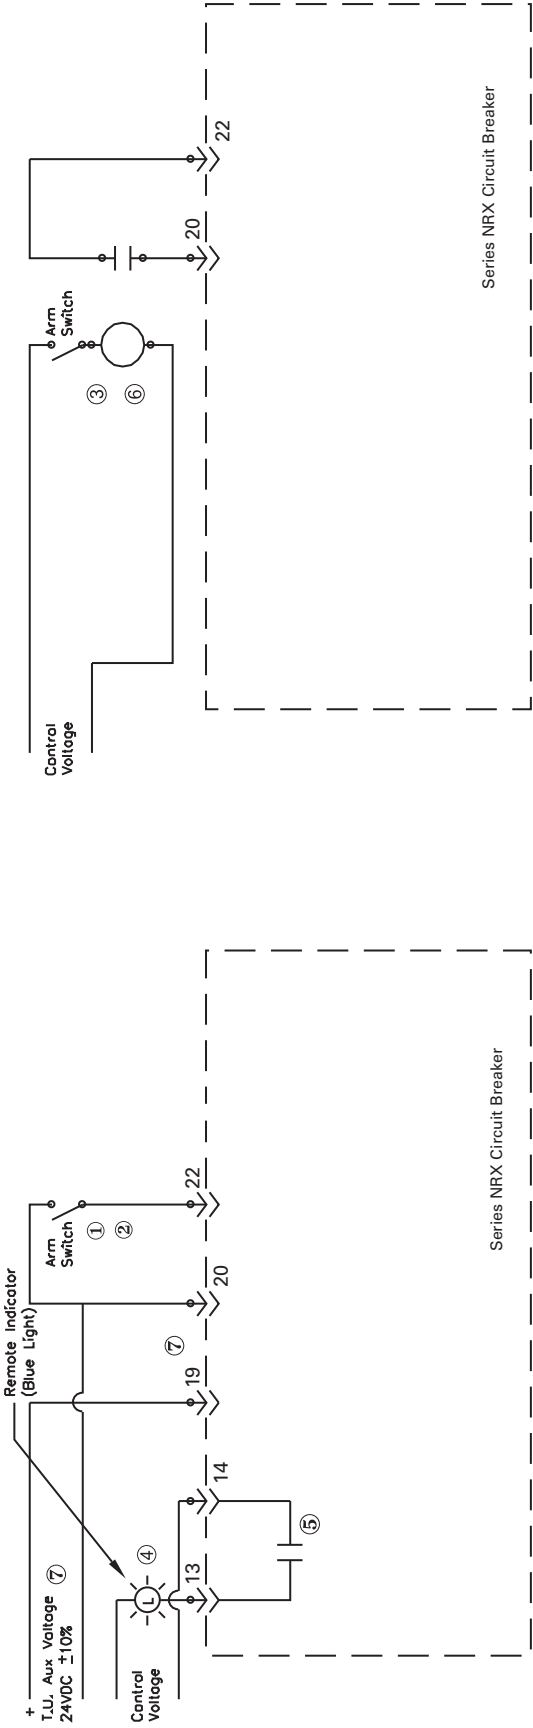 Remote Indicator
(Blue Light)
+
T.U. Aux Voltage ⑦
24VDC ±10%
Arm
Switch
① ②
Control
Voltage
④
L
⑦
13
14
19
20
22
⑤
Series NRX Circuit Breaker
Control
Voltage
Arm
Switch
③
⑥
20
22
Series NRX Circuit Breaker